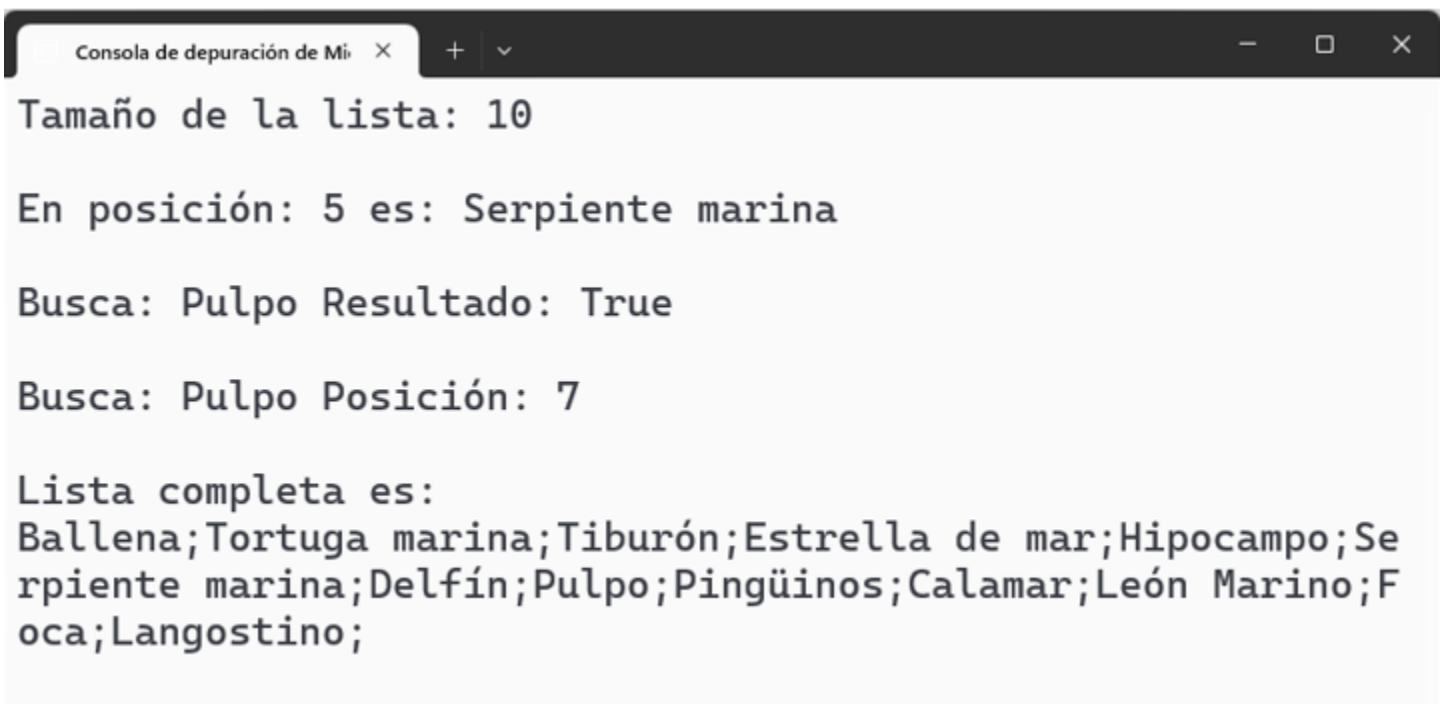 Consola de depuración de Mi
Tamaño de la lista: 10
En posición: 5 es: Serpiente marina
Busca: Pulpo Resultado: True
Busca: Pulpo Posición: 7
Lista completa es:
Ballena;Tortuga marina;Tiburón;Estrella de mar;Hipocampo;Se
rpiente marina;Delfín;Pulpo;Pingüinos;Calamar;León Marino;F
oca;Langostino;